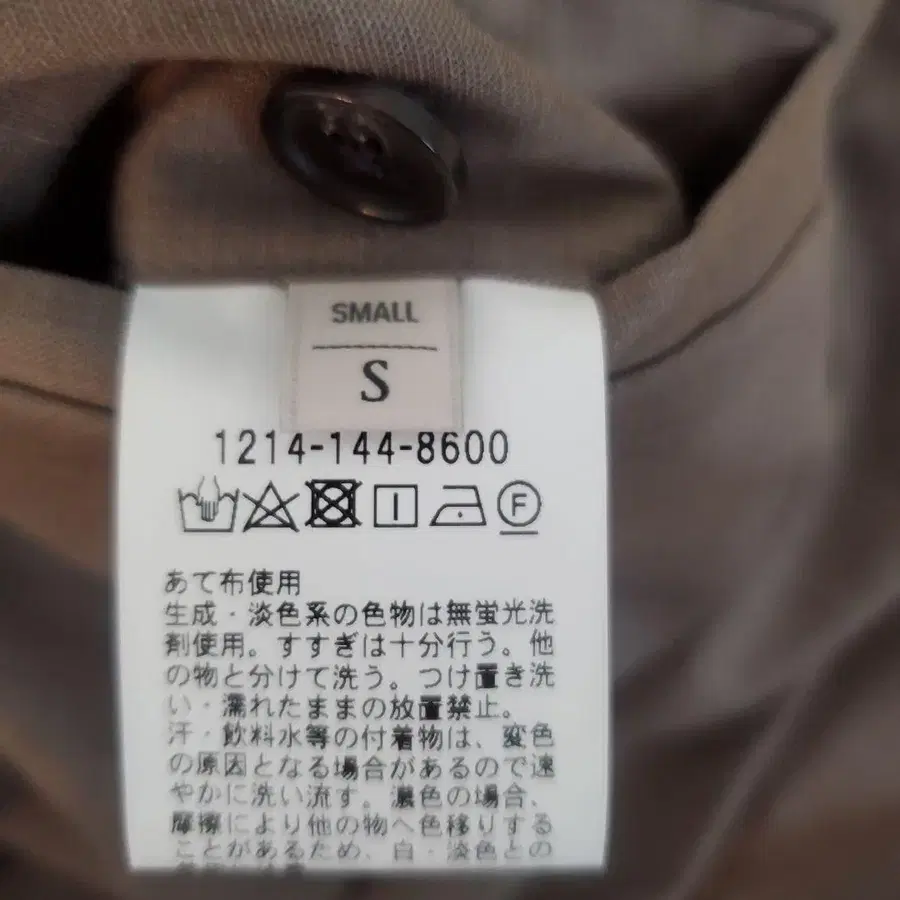 SMALL
S
1214-144-8600
F
あて布使用
生成・淡色系の色物は無蛍光洗
剤使用。すすぎは十分行う。他
の物と分けて洗う。つけ置き洗
い・濡れたままの放置禁止。
汗・飲料水等の付着物は、変色
の原因となる場合があるので速
やかに洗い流す。濃色の場合、
摩擦により他の物へ色移りする
ことがあるため、白・淡色との